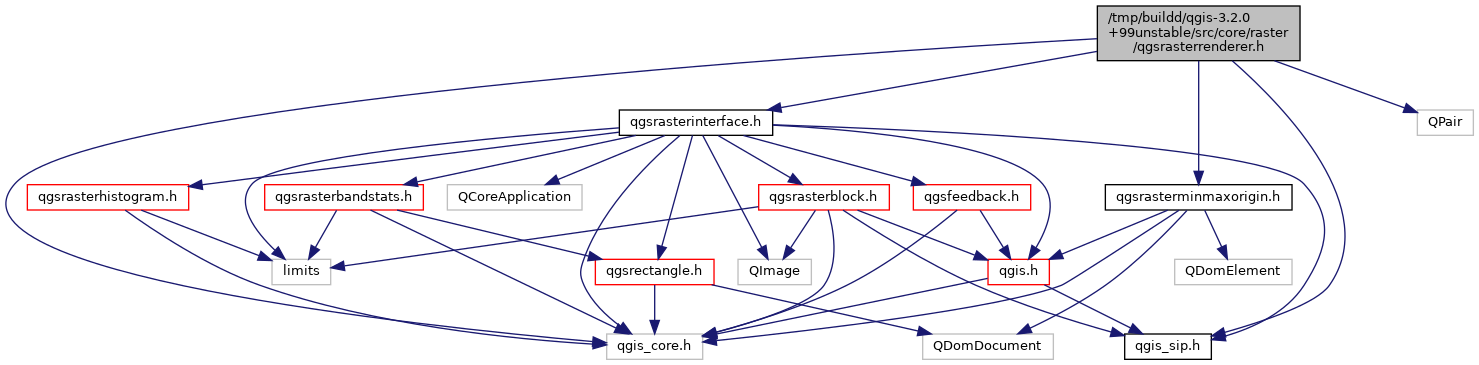 /tmp/buildd/qgis-3.2.0
+99unstable/src/core/raster
/qgsrasterrenderer.h
qgsrasterinterface.h
QPair
qgsrasterhistogram.h
qgsrasterbandstats.h
QCoreApplication
qgsrasterblock.h
qgsfeedback.h
qgsrasterminmaxorigin.h
limits
qgsrectangle.h
QImage
qgis.h
QDomElement
qgis_core.h
QDomDocument
qgis_sip.h